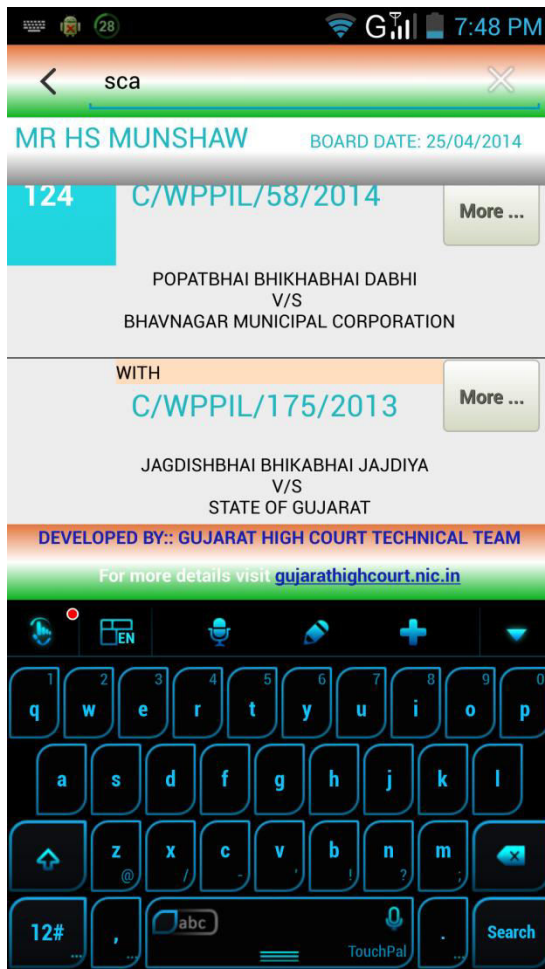 28 G 7:48 PM
sca
MR HS MUNSHAW BOARD DATE: 25/04/2014
124 C/WPPIL/58/2014 More ...
POPATBHAI BHIKHABHAI DABHI
V/S
BHAVNAGAR MUNICIPAL CORPORATION
WITH
C/WPPIL/175/2013 More ...
JAGDISHBHAI BHIKABHAI JAJDIYA
V/S
STATE OF GUJARAT
DEVELOPED BY:: GUJARAT HIGH COURT TECHNICAL TEAM
For more details visit gujarathighcourt.nic.in
EN
1 2 3 4 5 6 7 8 9 0
q w e r t y u i o p
a s d f g h j k l
z x c v b n m
@ / - ' ! ? ;
12# , abc . Search
... TouchPal ...